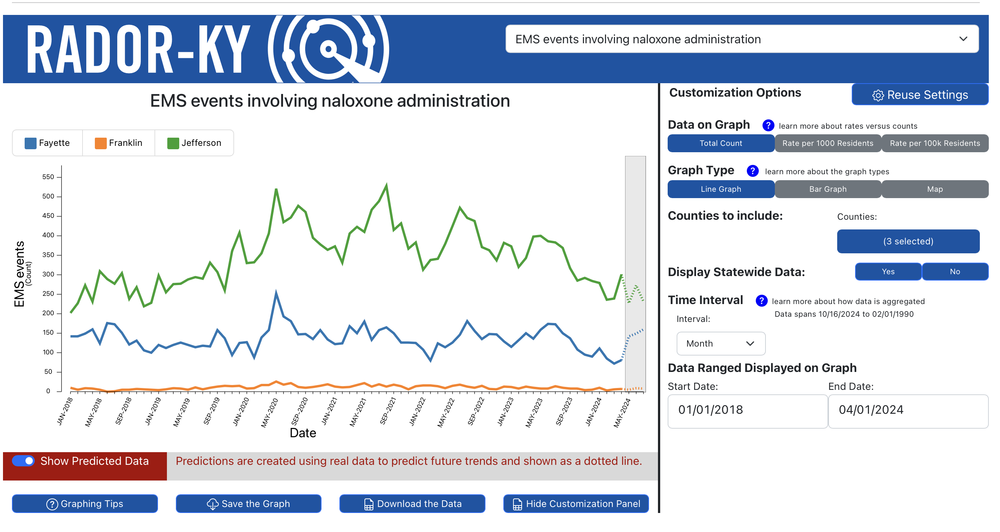 RADOR-KY
EMS events involving naloxone administration
EMS events involving naloxone administration
Fayette Franklin Jefferson
550
500
450
400
350
300
250
200
150
100
50
0
EMS events
(Count)
JAN-2018 MAY-2018 SEP-2018 JAN-2019 MAY-2019 SEP-2019 JAN-2020 MAY-2020 SEP-2020 JAN-2021 MAY-2021 SEP-2021 JAN-2022 MAY-2022 SEP-2022 JAN-2023 MAY-2023 SEP-2023 JAN-2024 MAY-2024
Date
Show Predicted Data
Predictions are created using real data to predict future trends and shown as a dotted line.
? Graphing Tips
Save the Graph
Download the Data
Hide Customization Panel
Customization Options
Reuse Settings
Data on Graph ? learn more about rates versus counts
Total Count Rate per 1000 Residents Rate per 100k Residents
Graph Type ? learn more about the graph types
Line Graph Bar Graph Map
Counties to include: Counties:
(3 selected)
Display Statewide Data: Yes No
Time Interval ? learn more about how data is aggregated
Data spans 10/16/2024 to 02/01/1990
Interval:
Month
Data Ranged Displayed on Graph
Start Date: End Date:
01/01/2018 04/01/2024